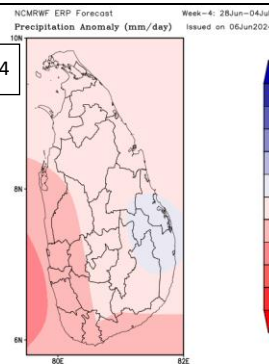 NCMRWF ERP Forecast Week-4: 28Jun-04Jul
Precipitation Anomaly (mm/day) Issued on 06Jun2024
4
10N
8N
6N
80E 82E